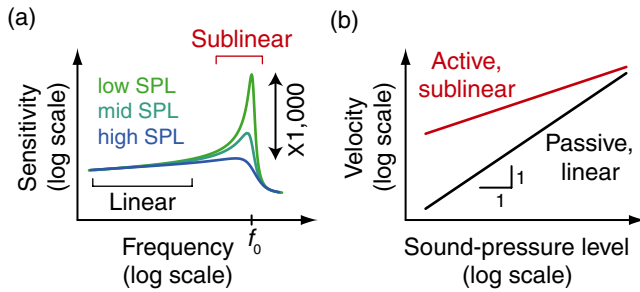 (a)
Sublinear
low SPL
mid SPL
high SPL
X1,000
Linear
Sensitivity
(log scale)
f₀
Frequency
(log scale)
(b)
Active,
sublinear
Passive,
linear
1
1
Velocity
(log scale)
Sound-pressure level
(log scale)